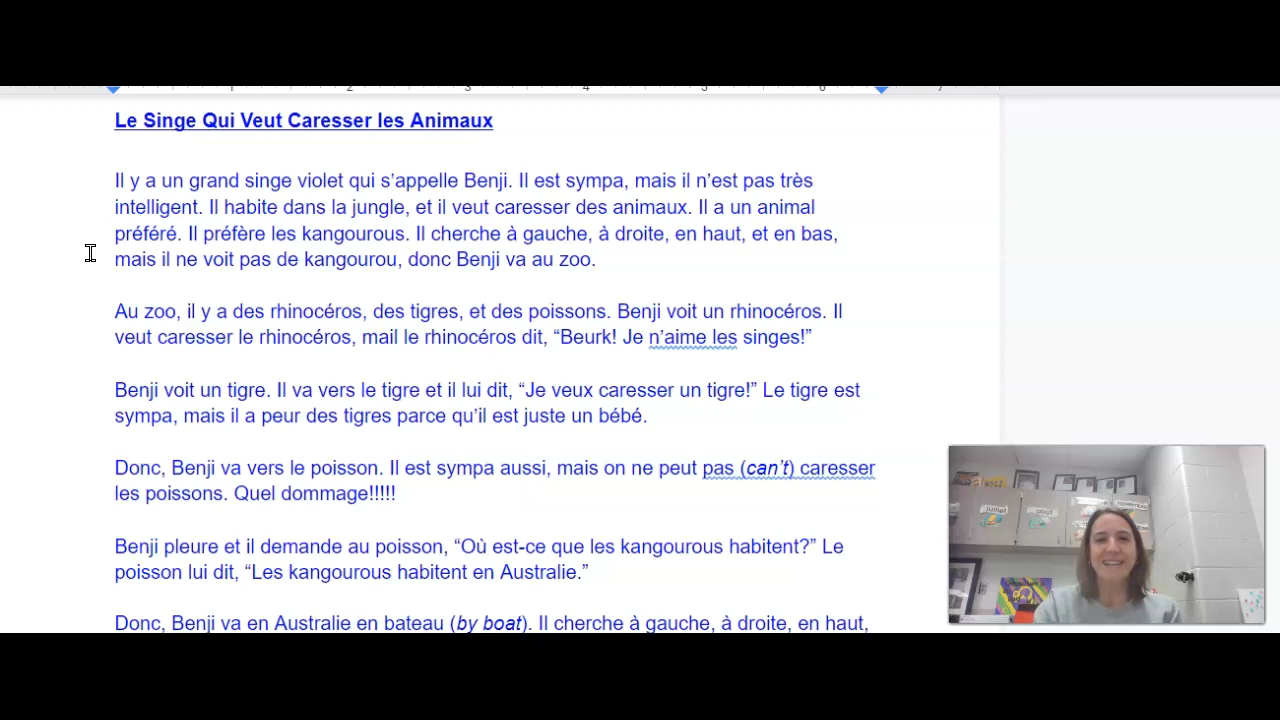 Le Singe Qui Veut Caresser les Animaux
Il y a un grand singe violet qui s'appelle Benji. Il est sympa, mais il n'est pas très
intelligent. Il habite dans la jungle, et il veut caresser des animaux. Il a un animal
préféré. Il préfère les kangourous. Il cherche à gauche, à droite, en haut, et en bas,
mais il ne voit pas de kangourou, donc Benji va au zoo.
Au zoo, il y a des rhinocéros, des tigres, et des poissons. Benji voit un rhinocéros. Il
veut caresser le rhinocéros, mail le rhinocéros dit, “Beurk! Je n'aime les singes!”
Benji voit un tigre. Il va vers le tigre et il lui dit, “Je veux caresser un tigre!” Le tigre est
sympa, mais il a peur des tigres parce qu'il est juste un bébé.
Donc, Benji va vers le poisson. Il est sympa aussi, mais on ne peut pas (can't) caresser
les poissons. Quel dommage!!!!!
Benji pleure et il demande au poisson, “Où est-ce que les kangourous habitent?” Le
poisson lui dit, “Les kangourous habitent en Australie.”
Donc, Benji va en Australie en bateau (by boat). Il cherche à gauche, à droite, en haut,
juillet
août